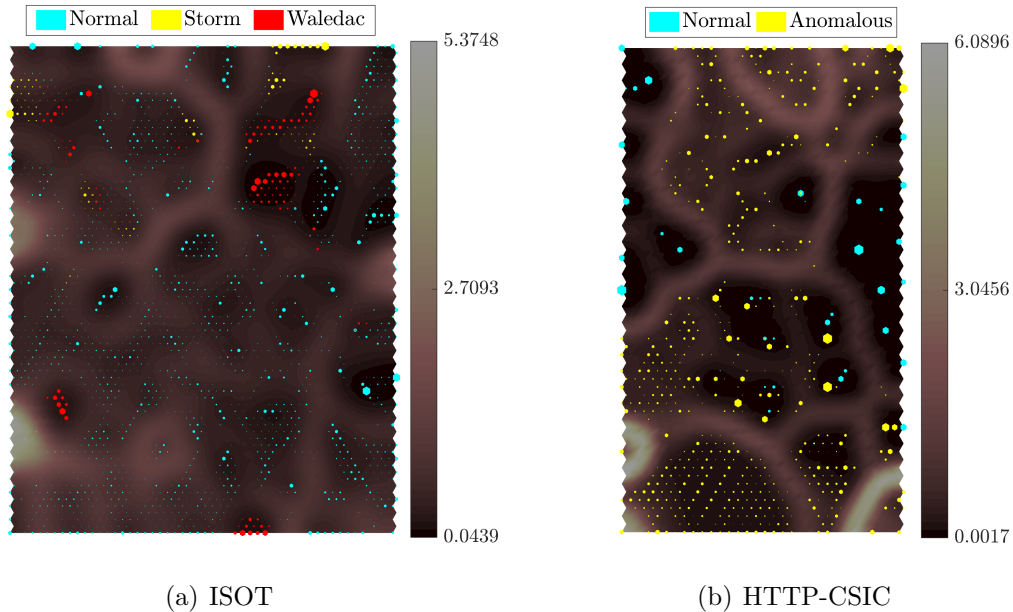 Normal Storm Waledac
5.3748
2.7093
0.0439
(a) ISOT
Normal Anomalous
6.0896
3.0456
0.0017
(b) HTTP-CSIC